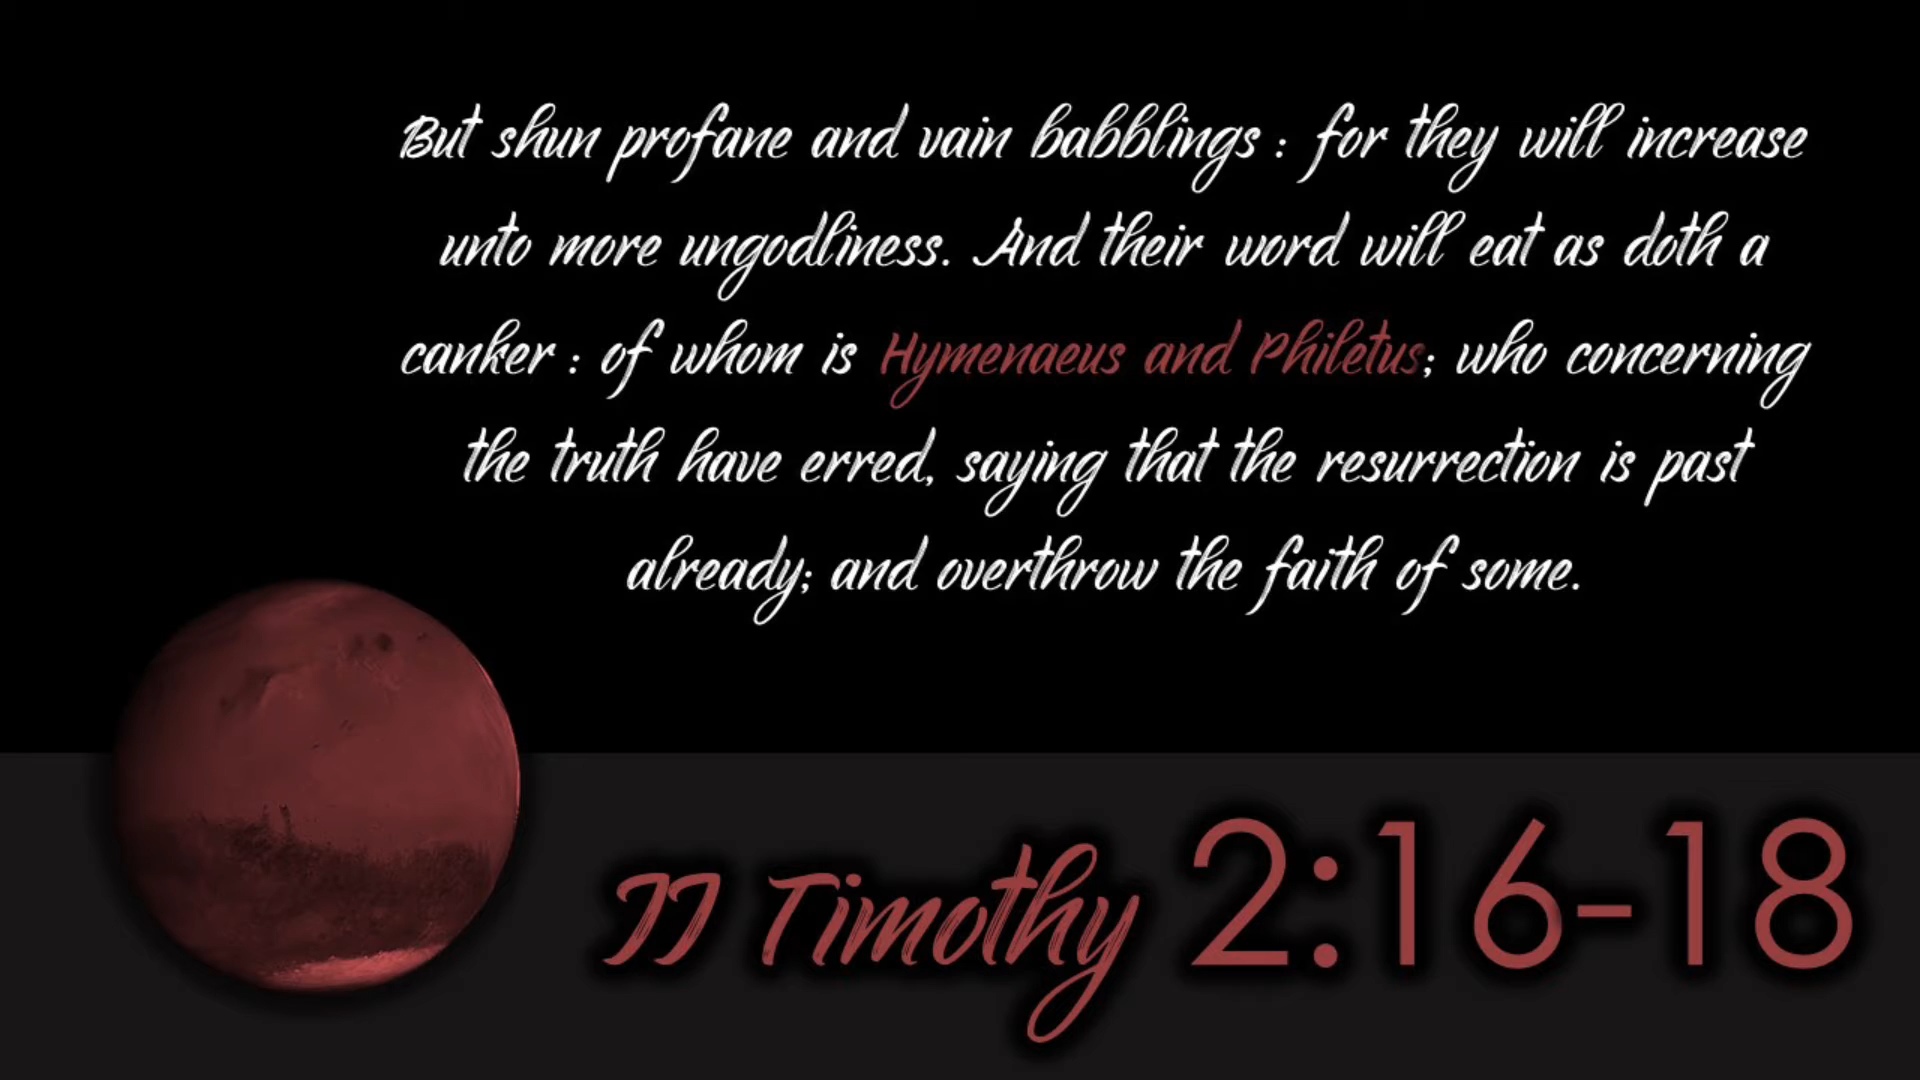 But shun profane and vain babblings : for they will increase
unto more ungodliness. And their word will eat as doth a
canker : of whom is Hymenaeus and Philetus; who concerning
the truth have erred, saying that the resurrection is past
already; and overthrow the faith of some.
II Timothy 2:16-18